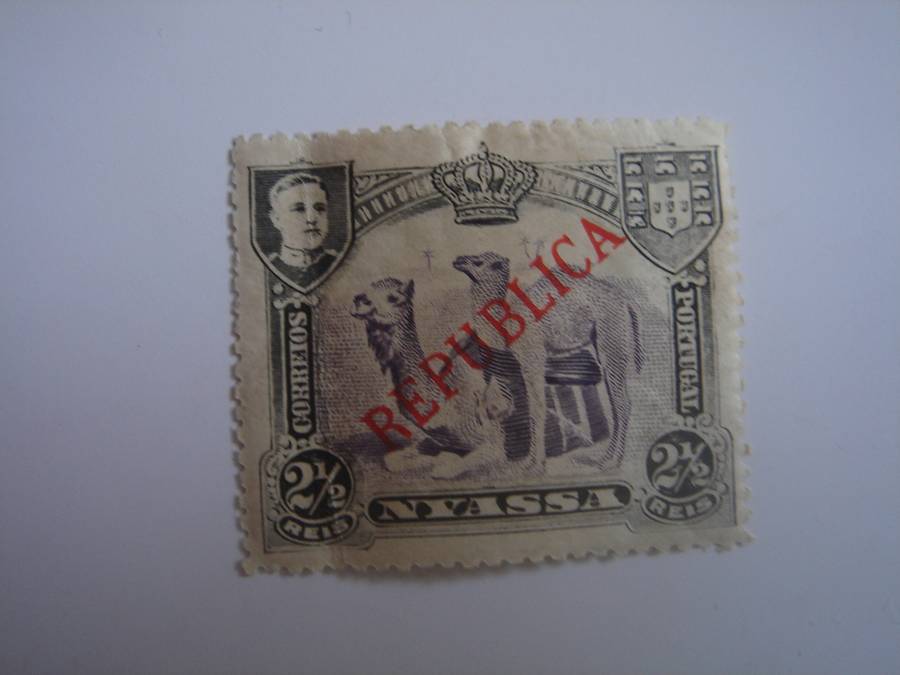 REPUBLICA
CORREIOS
PORTUGAL
2½
REIS
NYASSA
2½
REIS